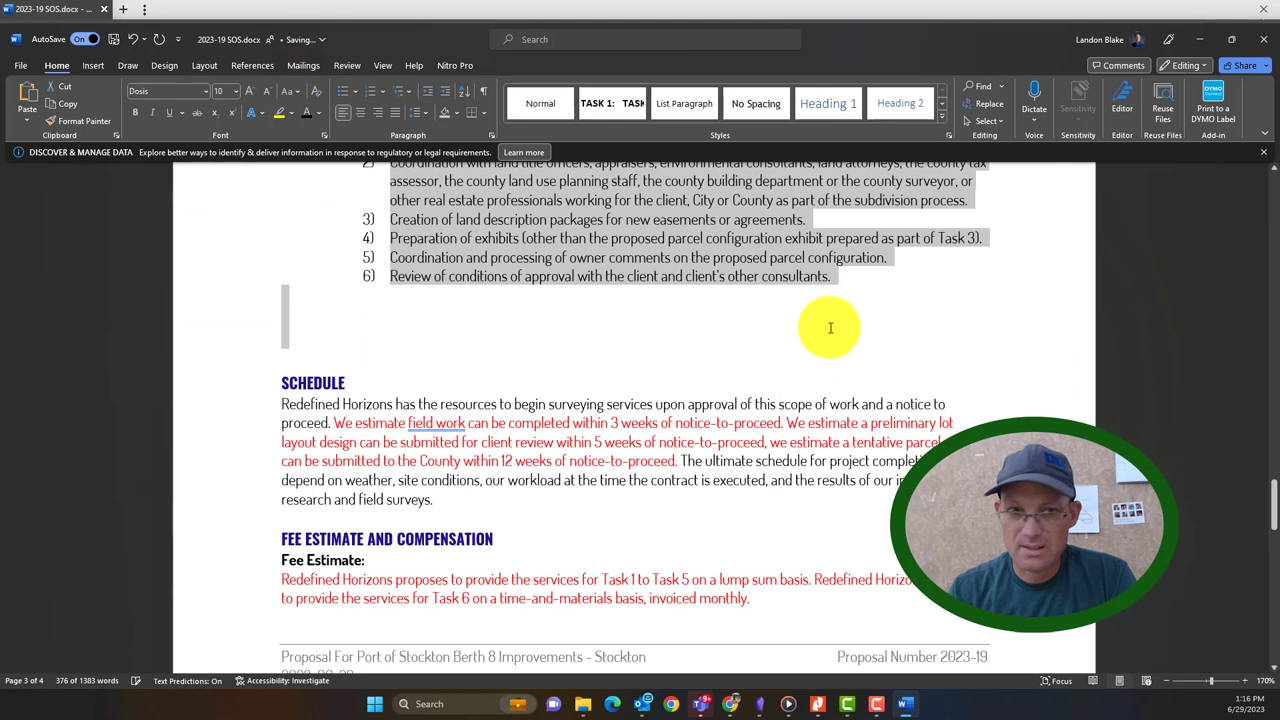 2023-19 SOS.docx - ...
AutoSave On 2023-19 SOS.docx • Saving... Search Landon Blake
File Home Insert Draw Design Layout References Mailings Review View Help Nitro Pro Comments Editing Share
Paste Cut Copy Format Painter
Dosis 10
Normal TASK 1: TASK List Paragraph No Spacing Heading 1 Heading 2
Find Replace Select
Dictate Sensitivity Editor Reuse Files Print to a DYMO Label
Clipboard Font Paragraph Styles Editing Voice Sensitivity Editor Reuse Files Add-in
DISCOVER & MANAGE DATA Explore better ways to identify & deliver information in response to regulatory or legal requirements. Learn more
2) Coordination with land title officers, appraisers, environmental consultants, land attorneys, the county tax
assessor, the county land use planning staff, the county building department or the county surveyor, or
other real estate professionals working for the client, City or County as part of the subdivision process.
3) Creation of land description packages for new easements or agreements.
4) Preparation of exhibits (other than the proposed parcel configuration exhibit prepared as part of Task 3).
5) Coordination and processing of owner comments on the proposed parcel configuration.
6) Review of conditions of approval with the client and client's other consultants.
SCHEDULE
Redefined Horizons has the resources to begin surveying services upon approval of this scope of work and a notice to
proceed. We estimate field work can be completed within 3 weeks of notice-to-proceed. We estimate a preliminary lot
layout design can be submitted for client review within 5 weeks of notice-to-proceed, we estimate a tentative parcel
can be submitted to the County within 12 weeks of notice-to-proceed. The ultimate schedule for project
depend on weather, site conditions, our workload at the time the contract is executed, and the results of our
research and field surveys.
FEE ESTIMATE AND COMPENSATION
Fee Estimate:
Redefined Horizons proposes to provide the services for Task 1 to Task 5 on a lump sum basis. Redefined
to provide the services for Task 6 on a time-and-materials basis, invoiced monthly.
Proposal For Port of Stockton Berth 8 Improvements - Stockton Proposal Number 2023-19
Page 3 of 4 376 of 1383 words Text Predictions: On Accessibility: Investigate Focus 170%
Search 1:16 PM
6/29/2023